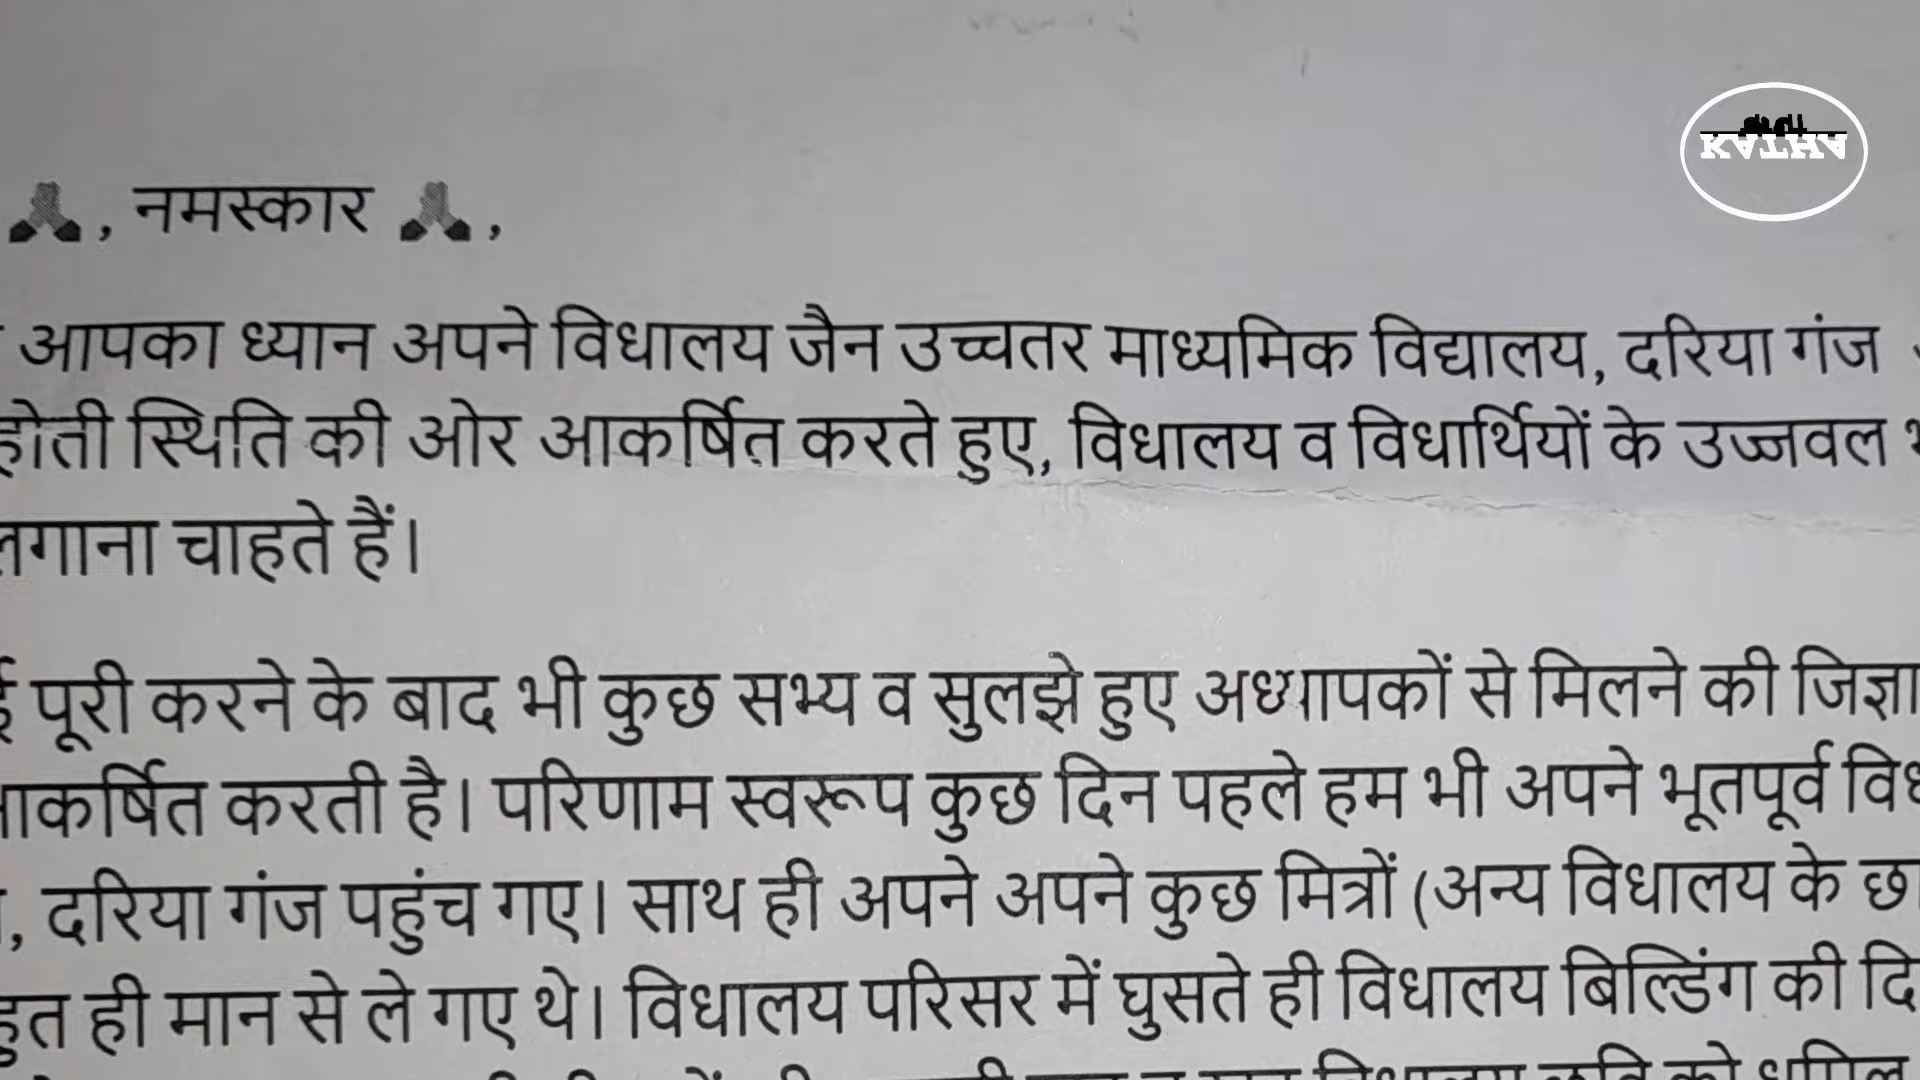 KATHA
नमस्कार
आपका ध्यान अपने विधालय जैन उच्चतर माध्यमिक विद्यालय, दरिया गंज
होती स्थिति की ओर आकर्षित करते हुए, विधालय व विधार्थियों के उज्जवल
लगाना चाहते हैं।
पूरी करने के बाद भी कुछ सभ्य व सुलझे हुए अध्यापकों से मिलने की
करती है। परिणाम स्वरूप कुछ दिन पहले हम भी अपने भूतपूर्व
, दरिया गंज पहुंच गए। साथ ही अपने अपने कुछ मित्रों (अन्य विधालय के
ही मान से ले गए थे। विधालय परिसर में घुसते ही विधालय बिल्डिंग की